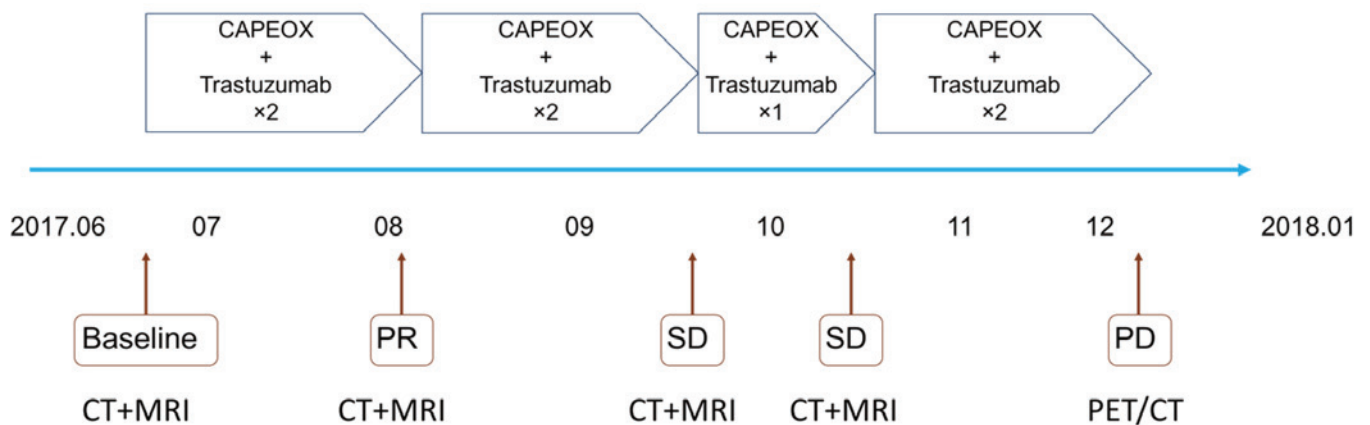 CAPEOX
+
Trastuzumab
×2
CAPEOX
+
Trastuzumab
×2
CAPEOX
+
Trastuzumab
×1
CAPEOX
+
Trastuzumab
×2
2017.06 07 08 09 10 11 12 2018.01
Baseline PR SD SD PD
CT+MRI CT+MRI CT+MRI CT+MRI PET/CT